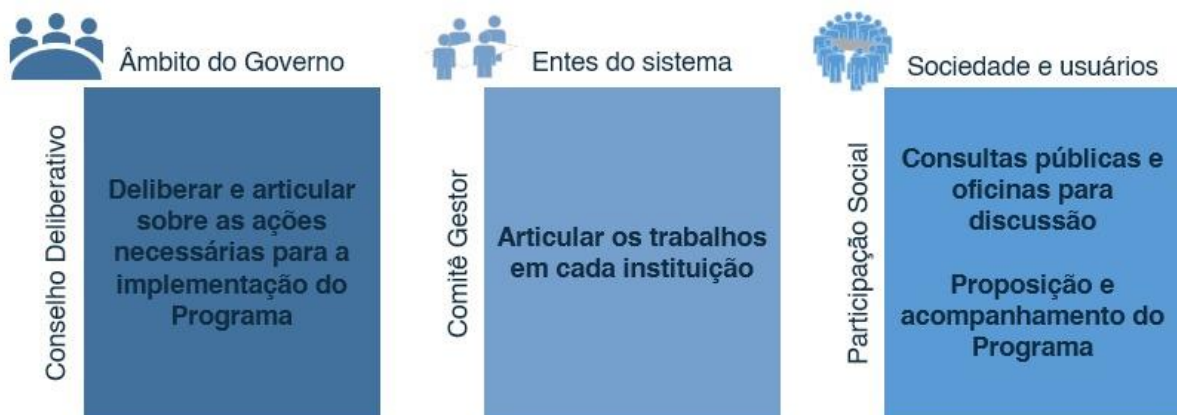 Âmbito do Governo
Conselho Deliberativo
Deliberar e articular
sobre as ações
necessárias para a
implementação do
Programa
Entes do sistema
Comitê Gestor
Articular os trabalhos
em cada instituição
Sociedade e usuários
Participação Social
Consultas públicas e
oficinas para
discussão
Proposição e
acompanhamento do
Programa